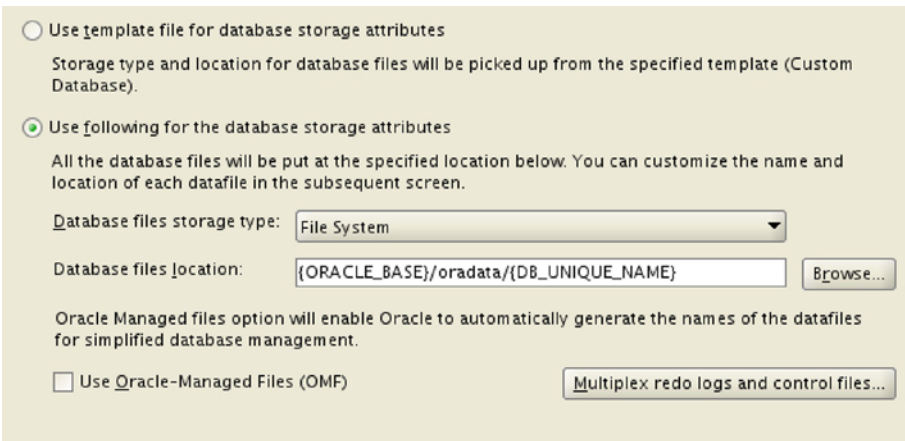 Use template file for database storage attributes
Storage type and location for database files will be picked up from the specified template (Custom
Database).
Use following for the database storage attributes
All the database files will be put at the specified location below. You can customize the name and
location of each datafile in the subsequent screen.
Database files storage type: File System
Database files location: {ORACLE_BASE}/oradata/{DB_UNIQUE_NAME} Browse...
Oracle Managed files option will enable Oracle to automatically generate the names of the datafiles
for simplified database management.
Use Oracle-Managed Files (OMF) Multiplex redo logs and control files...